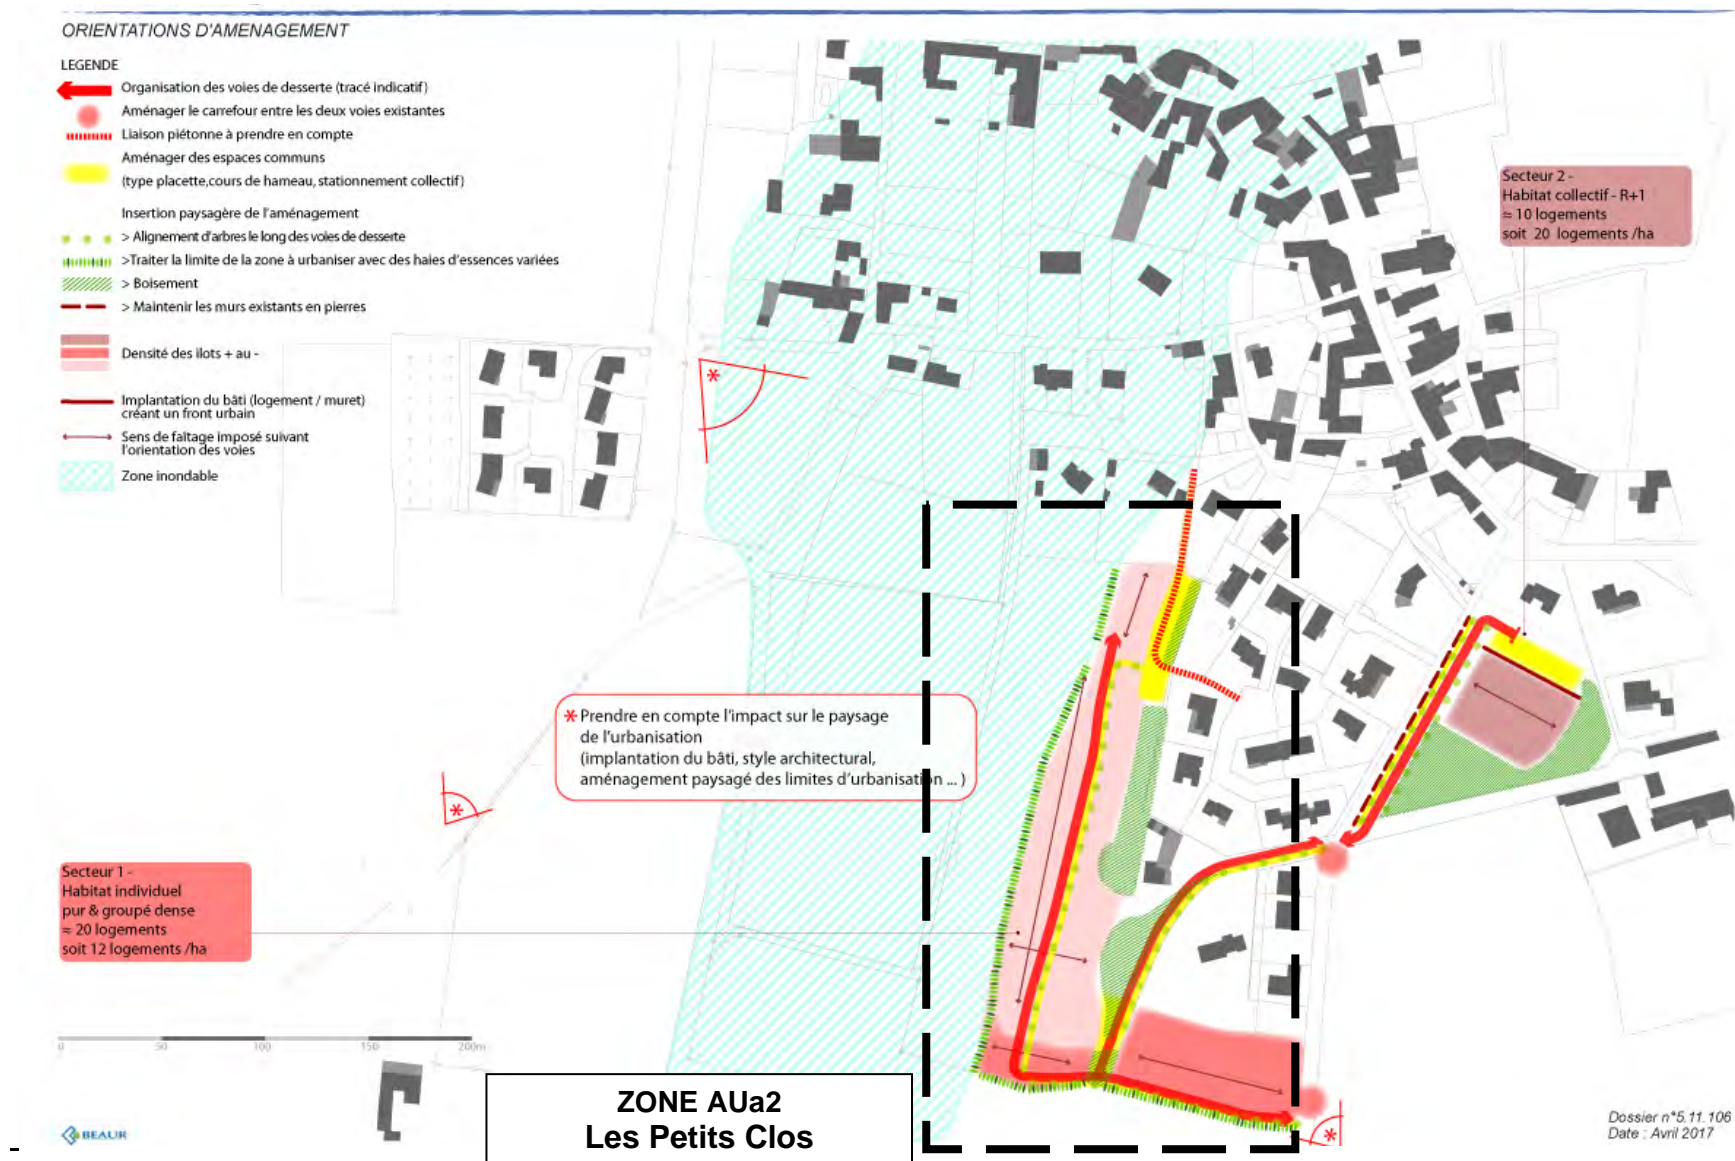 ORIENTATIONS D'AMENAGEMENT
LEGENDE
Organisation des voies de desserte (tracé indicatif)
Aménager le carrefour entre les deux voies existantes
Liaison piétonne à prendre en compte
Aménager des espaces communs
(type placette,cours de hameau, stationnement collectif)
Insertion paysagère de l'aménagement
> Alignement d'arbres le long des voies de desserte
>Traiter la limite de la zone à urbaniser avec des haies d'essences variées
> Boisement
> Maintenir les murs existants en pierres
Densité des ilots + au -
Implantation du bâti (logement / muret)
créant un front urbain
Sens de faîtage imposé suivant
l'orientation des voies
Zone inondable
Secteur 2 -
Habitat collectif - R+1
≈ 10 logements
soit 20 logements /ha
*
* Prendre en compte l'impact sur le paysage
de l'urbanisation
(implantation du bâti, style architectural,
aménagement paysagé des limites d'urbanisation ... )
*
Secteur 1 -
Habitat individuel
pur & groupé dense
≈ 20 logements
soit 12 logements /ha
0 50 100 150 200m
*
ZONE AUa2
Les Petits Clos
BEAUR
Dossier n°5.11.106
Date : Avril 2017
-